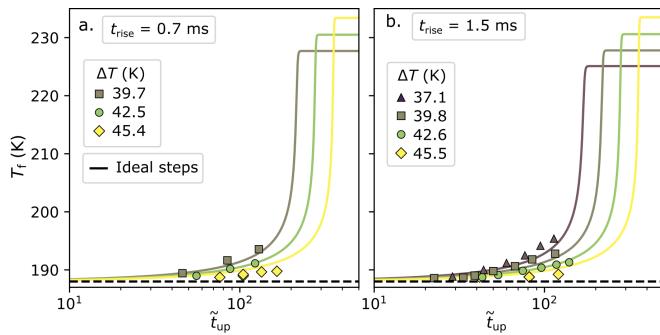 a.
t_rise = 0.7 ms
ΔT (K)
39.7
42.5
45.4
Ideal steps
T_f (K)
230
220
210
200
190
10^1
10^2
t̃_up
b.
t_rise = 1.5 ms
ΔT (K)
37.1
39.8
42.6
45.5
10^1
10^2
t̃_up